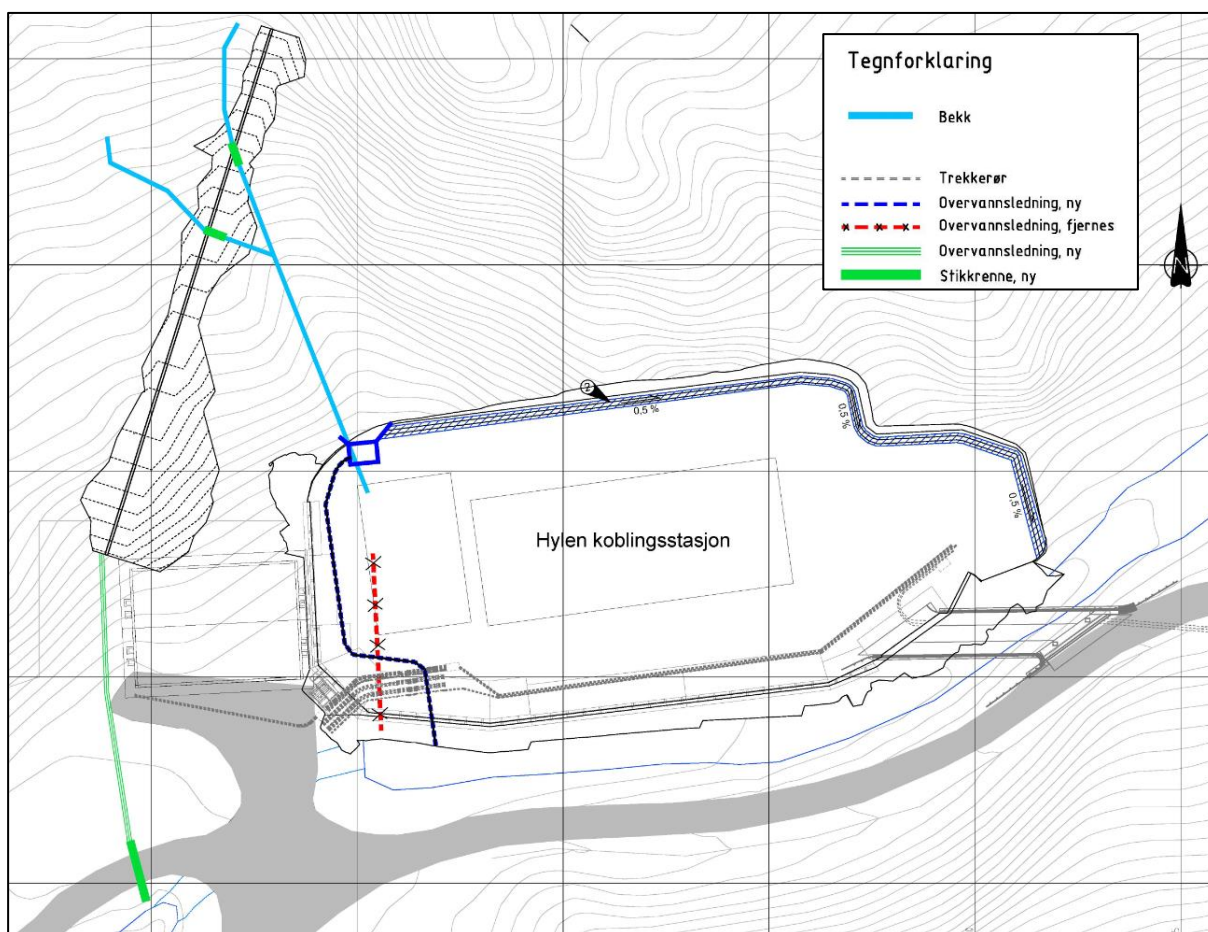 Tegnforklaring
Bekk
Trekkerør
Overvannsledning, ny
Overvannsledning, fjernes
Overvannsledning, ny
Stikkrenne, ny
N
2
0,5 %
0,5 %
0,5 %
Hylen koblingsstasjon